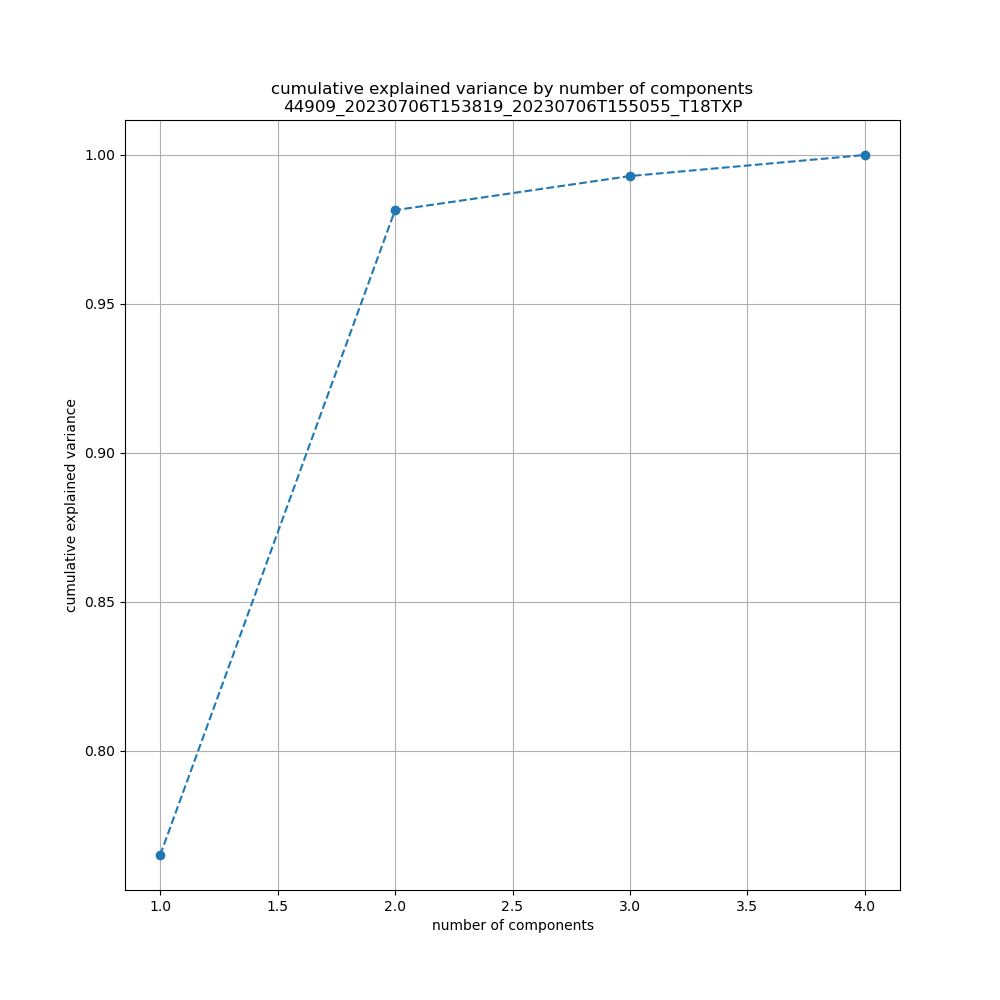 cumulative explained variance by number of components
44909_20230706T153819_20230706T155055_T18TXP
1.00
0.95
0.90
0.85
0.80
cumulative explained variance
1.0 1.5 2.0 2.5 3.0 3.5 4.0
number of components